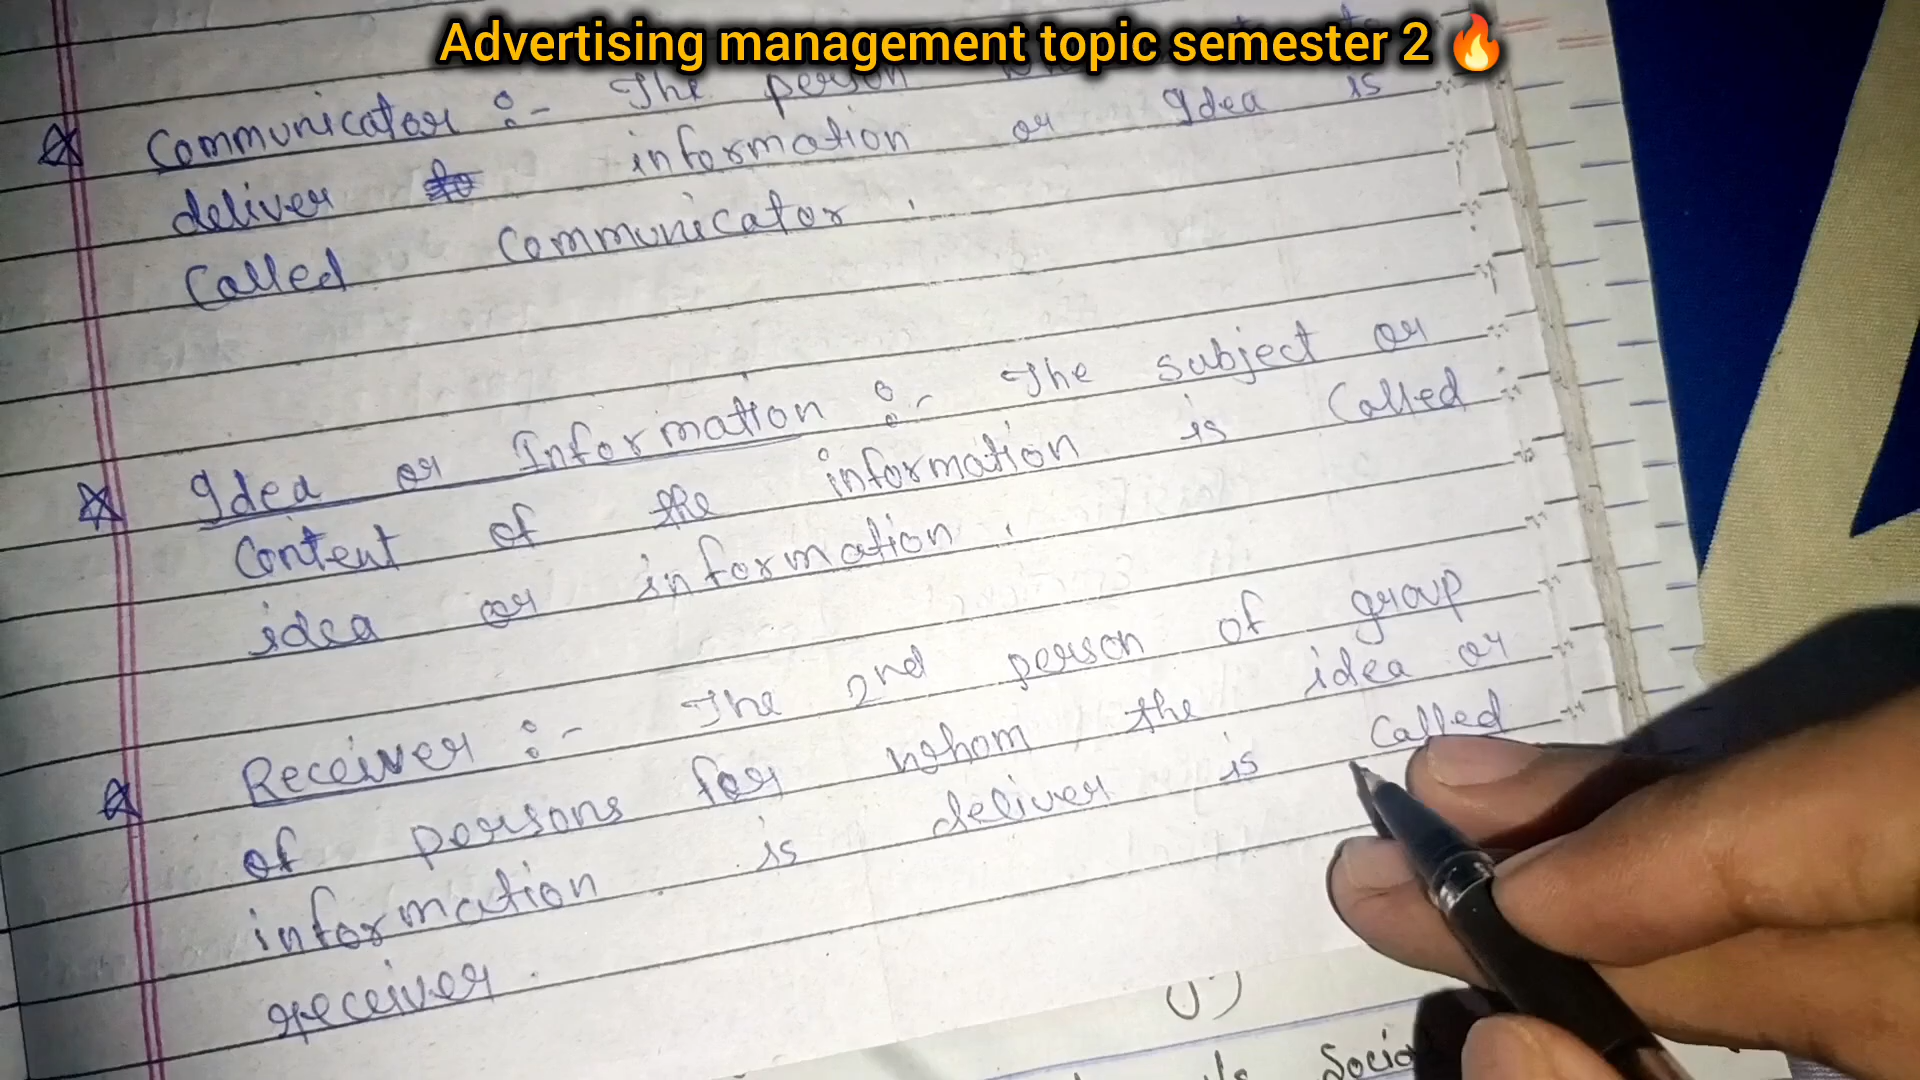 Advertising management topic semester 2 🔥
Communicator :- The person
deliver information or Idea is
Called Communicator.
Idea or Information :- The subject or
Content of the information is Called
idea or information.
Receiver :- The 2nd person of group
of persons for whom the idea or
information is deliver is Called
receiver.
Socia